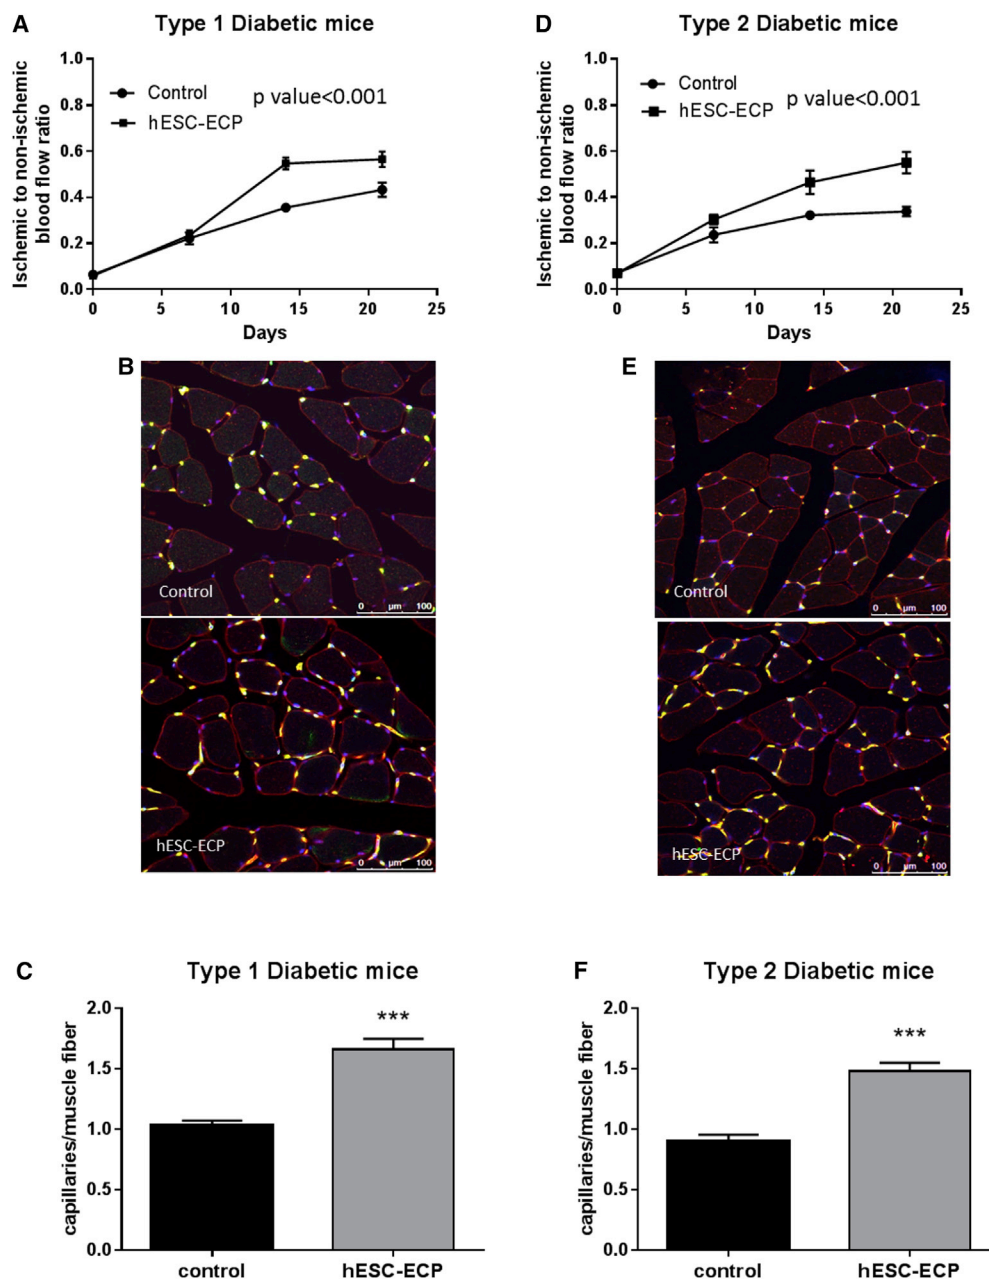 A
Type 1 Diabetic mice
Ischemic to non-ischemic
blood flow ratio
1.0
0.8
0.6
0.4
0.2
0.0
Control
hESC-ECP
p value<0.001
0 5 10 15 20 25
Days
D
Type 2 Diabetic mice
Ischemic to non-ischemic
blood flow ratio
1.0
0.8
0.6
0.4
0.2
0.0
Control
hESC-ECP
p value<0.001
0 5 10 15 20 25
Days
B
Control
0 µm 100
hESC-ECP
0 µm 100
E
Control
0 µm 100
hESC-ECP
0 µm 100
C
Type 1 Diabetic mice
capillaries/muscle fiber
2.0
1.5
1.0
0.5
0.0
***
control hESC-ECP
F
Type 2 Diabetic mice
capillaries/muscle fiber
2.0
1.5
1.0
0.5
0.0
***
control hESC-ECP